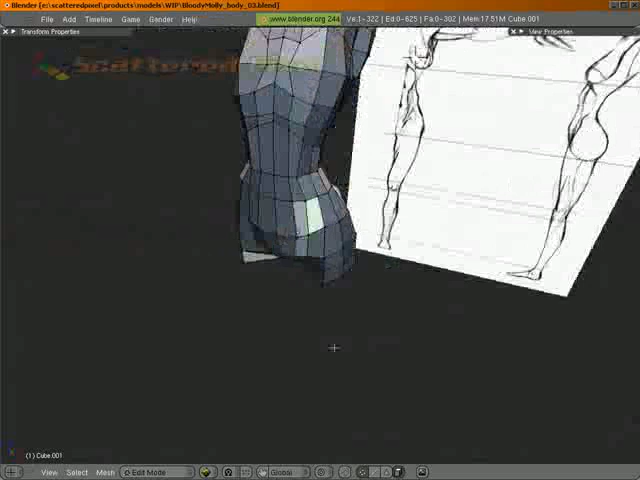 Blender [e:\scatteredpixel\products\models\WIP\BloodyMolly_body_03.blend]
File Add Timeline Game Render Help www.blender.org 244 Ve:1-322 | Ed:0-625 | Fa:0-302 | Mem:17.51M Cube.001
Transform Properties View Properties
Scattered
(1) Cube.001
View Select Mesh Edit Mode Global